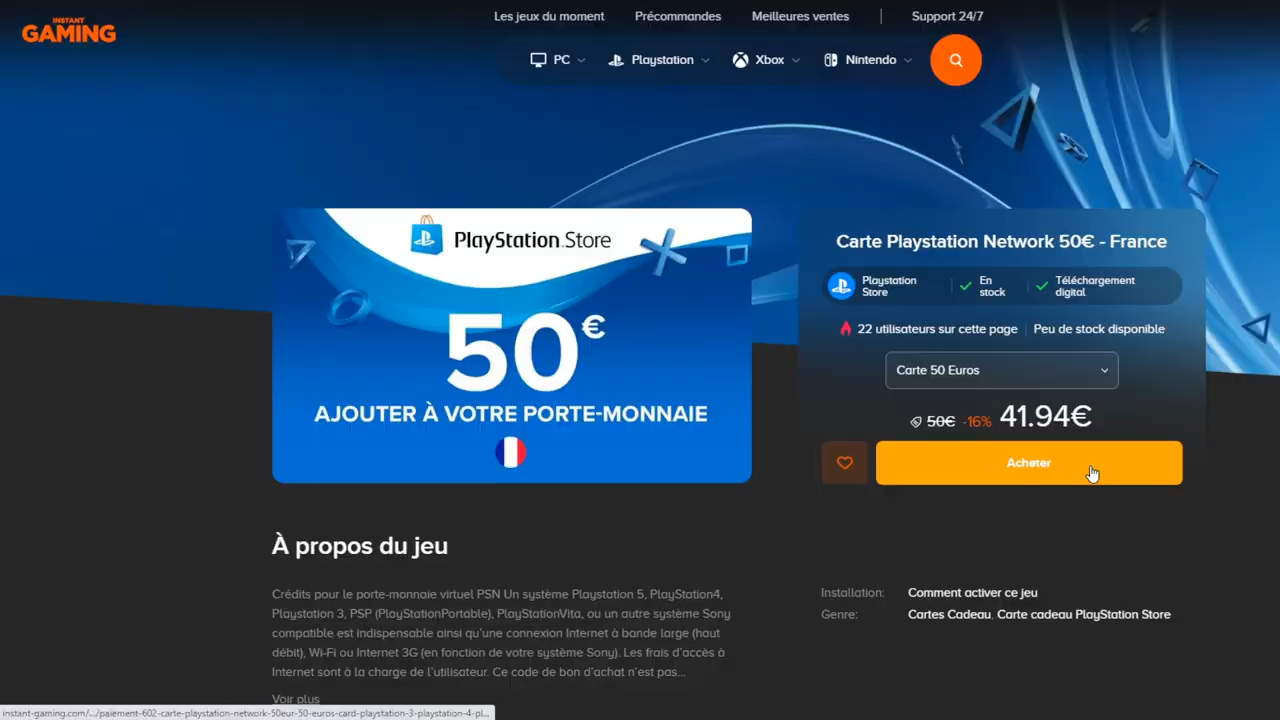 INSTANT
GAMING
Les jeux du moment
Précommandes
Meilleures ventes
Support 24/7
PC
Playstation
Xbox
Nintendo
PlayStation Store
50€
AJOUTER À VOTRE PORTE-MONNAIE
Carte Playstation Network 50€ - France
Playstation
Store
En
stock
Téléchargement
digital
22 utilisateurs sur cette page
Peu de stock disponible
Carte 50 Euros
50€ -16% 41.94€
Acheter
À propos du jeu
Crédits pour le porte-monnaie virtuel PSN Un système Playstation 5, PlayStation4,
Playstation 3, PSP (PlayStationPortable), PlayStationVita, ou un autre système Sony
compatible est indispensable ainsi qu'une connexion Internet à bande large (haut
débit), Wi-Fi ou Internet 3G (en fonction de votre système Sony). Les frais d'accès à
Internet sont à la charge de l'utilisateur. Ce code de bon d'achat n'est pas...
Voir plus
Installation: Comment activer ce jeu
Genre: Cartes Cadeau, Carte cadeau PlayStation Store
instant-gaming.com/.../paiement-602-carte-playstation-network-50eur-50-euros-card-playstation-3-playstation-4-pl...